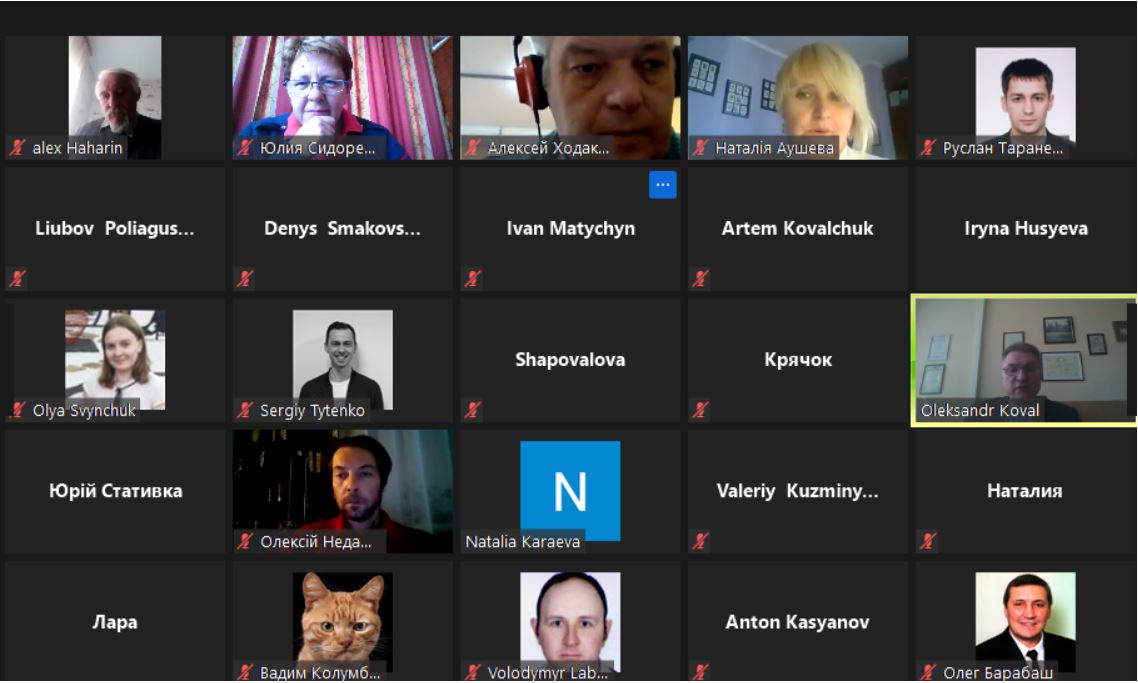 alex Haharin
Юлия Сидоре...
Алексей Ходак...
Наталія Аушева
Руслан Таране...
Liubov Poliagus...
Denys Smakovs...
Ivan Matychyn
Artem Kovalchuk
Iryna Husyeva
Olya Svynchuk
Sergiy Tytenko
Shapovalova
Крячок
Oleksandr Koval
Юрій Стативка
Олексій Неда...
N
Natalia Karaeva
Valeriy Kuzminy...
Наталия
Лара
Вадим Колумб...
Volodymyr Lab...
Anton Kasyanov
Олег Барабаш